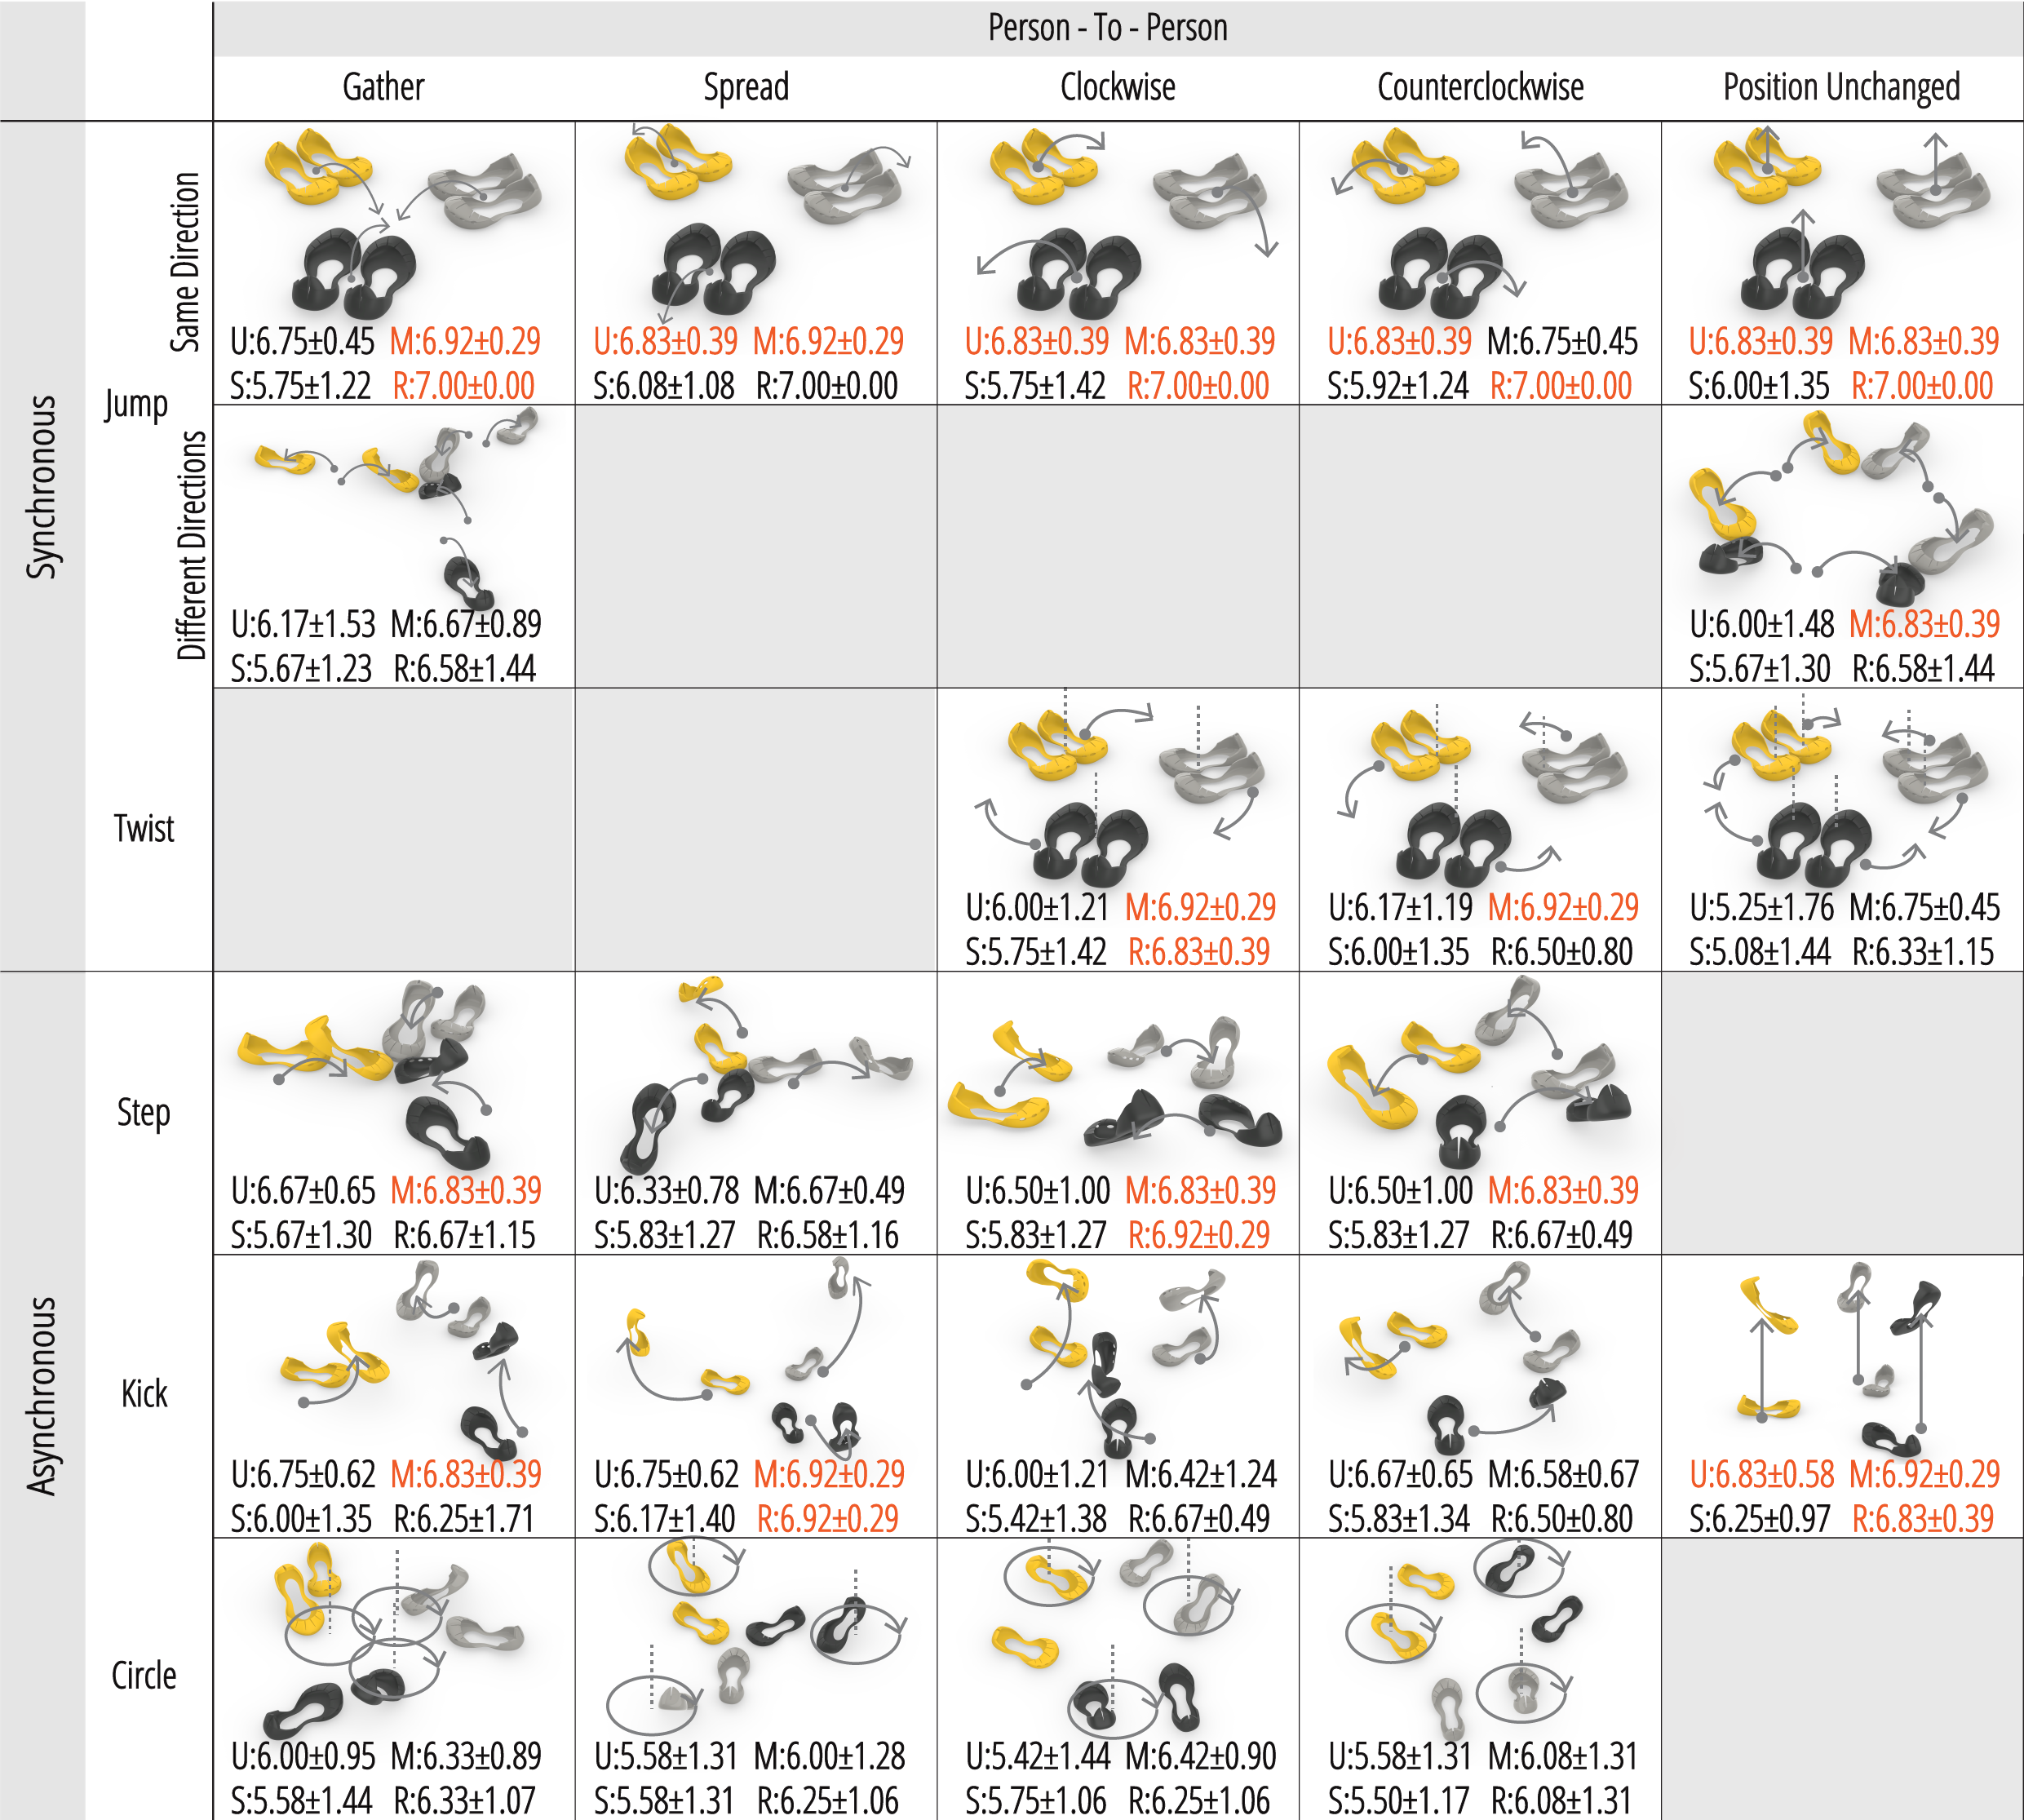 Person - To - Person
Gather Spread Clockwise Counterclockwise Position Unchanged
Synchronous
Jump
Same Direction
U:6.75±0.45 M:6.92±0.29 U:6.83±0.39 M:6.92±0.29 U:6.83±0.39 M:6.83±0.39 U:6.83±0.39 M:6.75±0.45 U:6.83±0.39 M:6.83±0.39
S:5.75±1.22 R:7.00±0.00 S:6.08±1.08 R:7.00±0.00 S:5.75±1.42 R:7.00±0.00 S:5.92±1.24 R:7.00±0.00 S:6.00±1.35 R:7.00±0.00
Different Directions
U:6.17±1.53 M:6.67±0.89 U:6.00±1.48 M:6.83±0.39
S:5.67±1.23 R:6.58±1.44 S:5.67±1.30 R:6.58±1.44
Twist
U:6.00±1.21 M:6.92±0.29 U:6.17±1.19 M:6.92±0.29 U:5.25±1.76 M:6.75±0.45
S:5.75±1.42 R:6.83±0.39 S:6.00±1.35 R:6.50±0.80 S:5.08±1.44 R:6.33±1.15
Asynchronous
Step
U:6.67±0.65 M:6.83±0.39 U:6.33±0.78 M:6.67±0.49 U:6.50±1.00 M:6.83±0.39 U:6.50±1.00 M:6.83±0.39
S:5.67±1.30 R:6.67±1.15 S:5.83±1.27 R:6.58±1.16 S:5.83±1.27 R:6.92±0.29 S:5.83±1.27 R:6.67±0.49
Kick
U:6.75±0.62 M:6.83±0.39 U:6.75±0.62 M:6.92±0.29 U:6.00±1.21 M:6.42±1.24 U:6.67±0.65 M:6.58±0.67 U:6.83±0.58 M:6.92±0.29
S:6.00±1.35 R:6.25±1.71 S:6.17±1.40 R:6.92±0.29 S:5.42±1.38 R:6.67±0.49 S:5.83±1.34 R:6.50±0.80 S:6.25±0.97 R:6.83±0.39
Circle
U:6.00±0.95 M:6.33±0.89 U:5.58±1.31 M:6.00±1.28 U:5.42±1.44 M:6.42±0.90 U:5.58±1.31 M:6.08±1.31
S:5.58±1.44 R:6.33±1.07 S:5.58±1.31 R:6.25±1.06 S:5.75±1.06 R:6.25±1.06 S:5.50±1.17 R:6.08±1.31